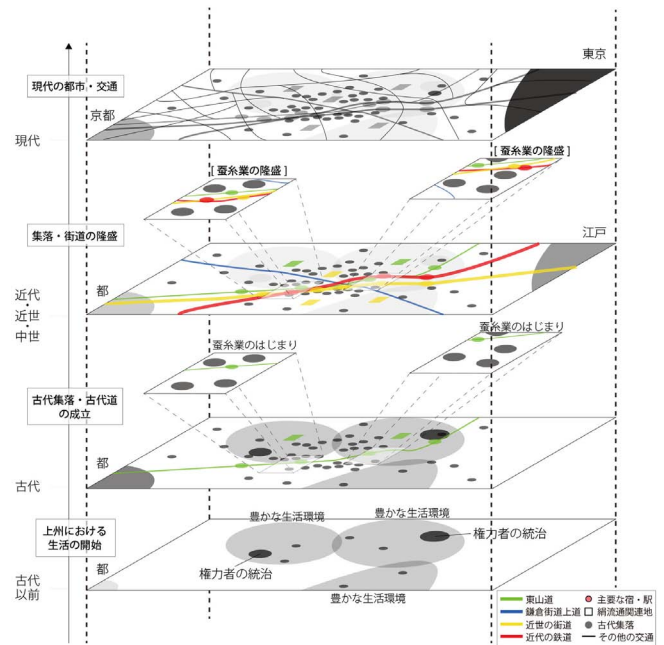 東京
現代の都市・交通
京都
現代
[ 蚕糸業の隆盛 ]
[ 蚕糸業の隆盛 ]
集落・街道の隆盛
江戸
都
近代
近世
・
中世
蚕糸業のはじまり
蚕糸業のはじまり
古代集落・古代道
の成立
都
古代
上州における
生活の開始
豊かな生活環境
豊かな生活環境
権力者の統治
権力者の統治
都
古代
以前
豊かな生活環境
東山道
鎌倉街道上道
近世の街道
近代の鉄道
主要な宿・駅
絹流通関連地
古代集落
その他の交通